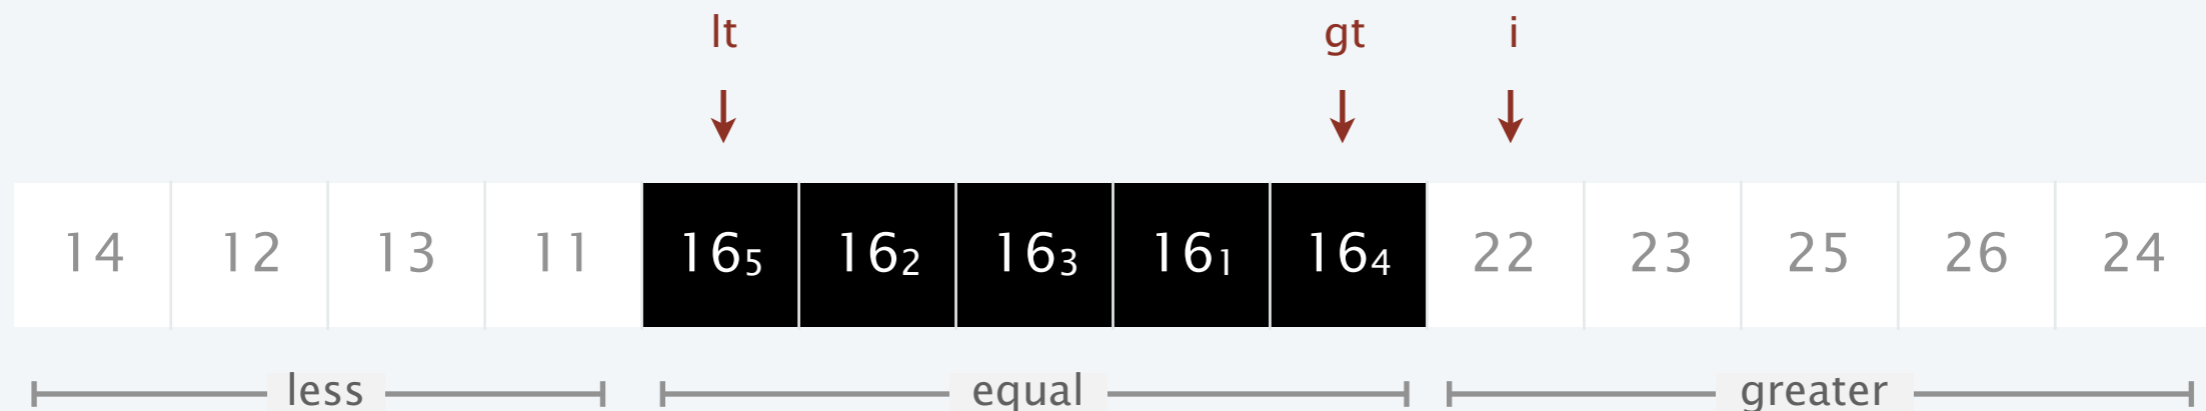 lt gt i
14 12 13 11 16₅ 16₂ 16₃ 16₁ 16₄ 22 23 25 26 24
less equal greater